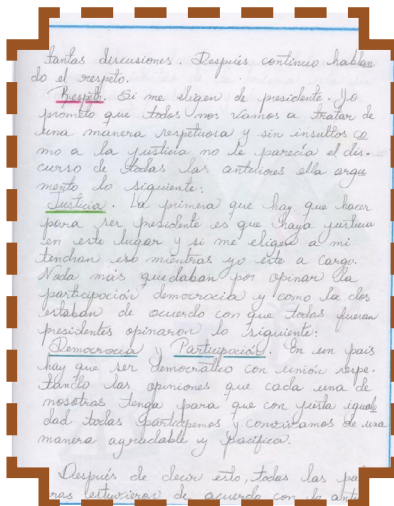 tantas discusiones. Después continuo hablan
do el respeto.
Respeto. Si me eligen de presidente. Yo
prometo que todos nos vamos a tratar de
una manera respetuosa y sin insultos co
mo a la justicia no le parecía el dis-
curso de todas las anteriores ella argu
mento lo siguiente:
Justicia. La primera que hay que hacer
para ser presidente es que haya justicia
en este lugar y si me eligen a mi
tendran eso mientras yo este a cargo.
Nada más quedaban por opinar la
participación democracia y como las dos
estaban de acuerdo con que todas fueran
presidentes opinaron lo siguiente:
Democracia y Participación. En un país
hay que ser democrático con unión respe-
tando las opiniones que cada una de
nosotras tenga para que con justa iguál
dad todas participemos y convivamos de una
manera agredable y pacífica.
Después de decir esto, todas las pa
ras estuvieron de acuerdo con lo ante